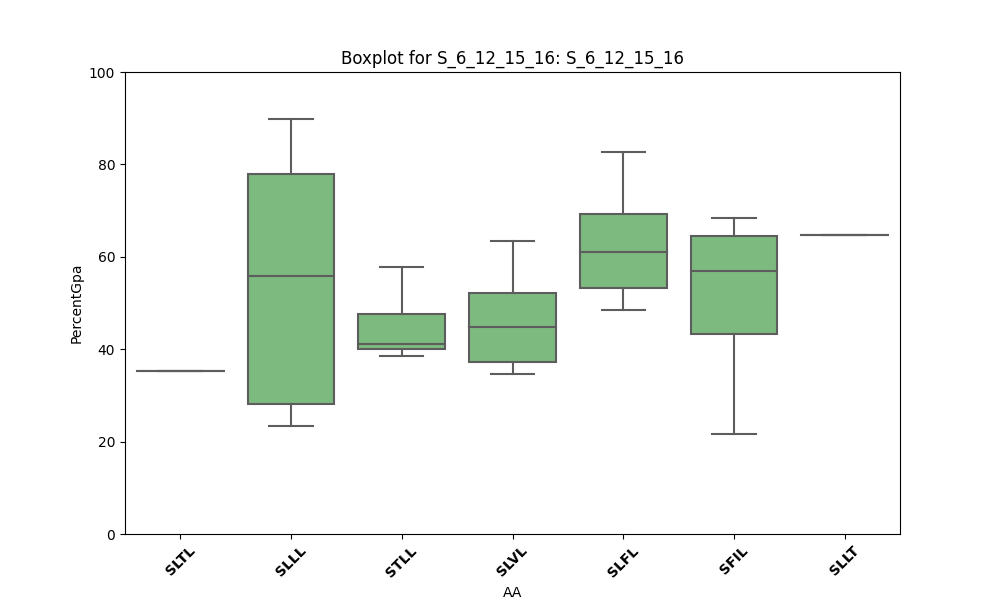 Boxplot for S_6_12_15_16: S_6_12_15_16
100
80
60
40
20
0
PercentGpa
SLTL
SLLL
STLL
SLVL
SLFL
SFIL
SLLT
AA